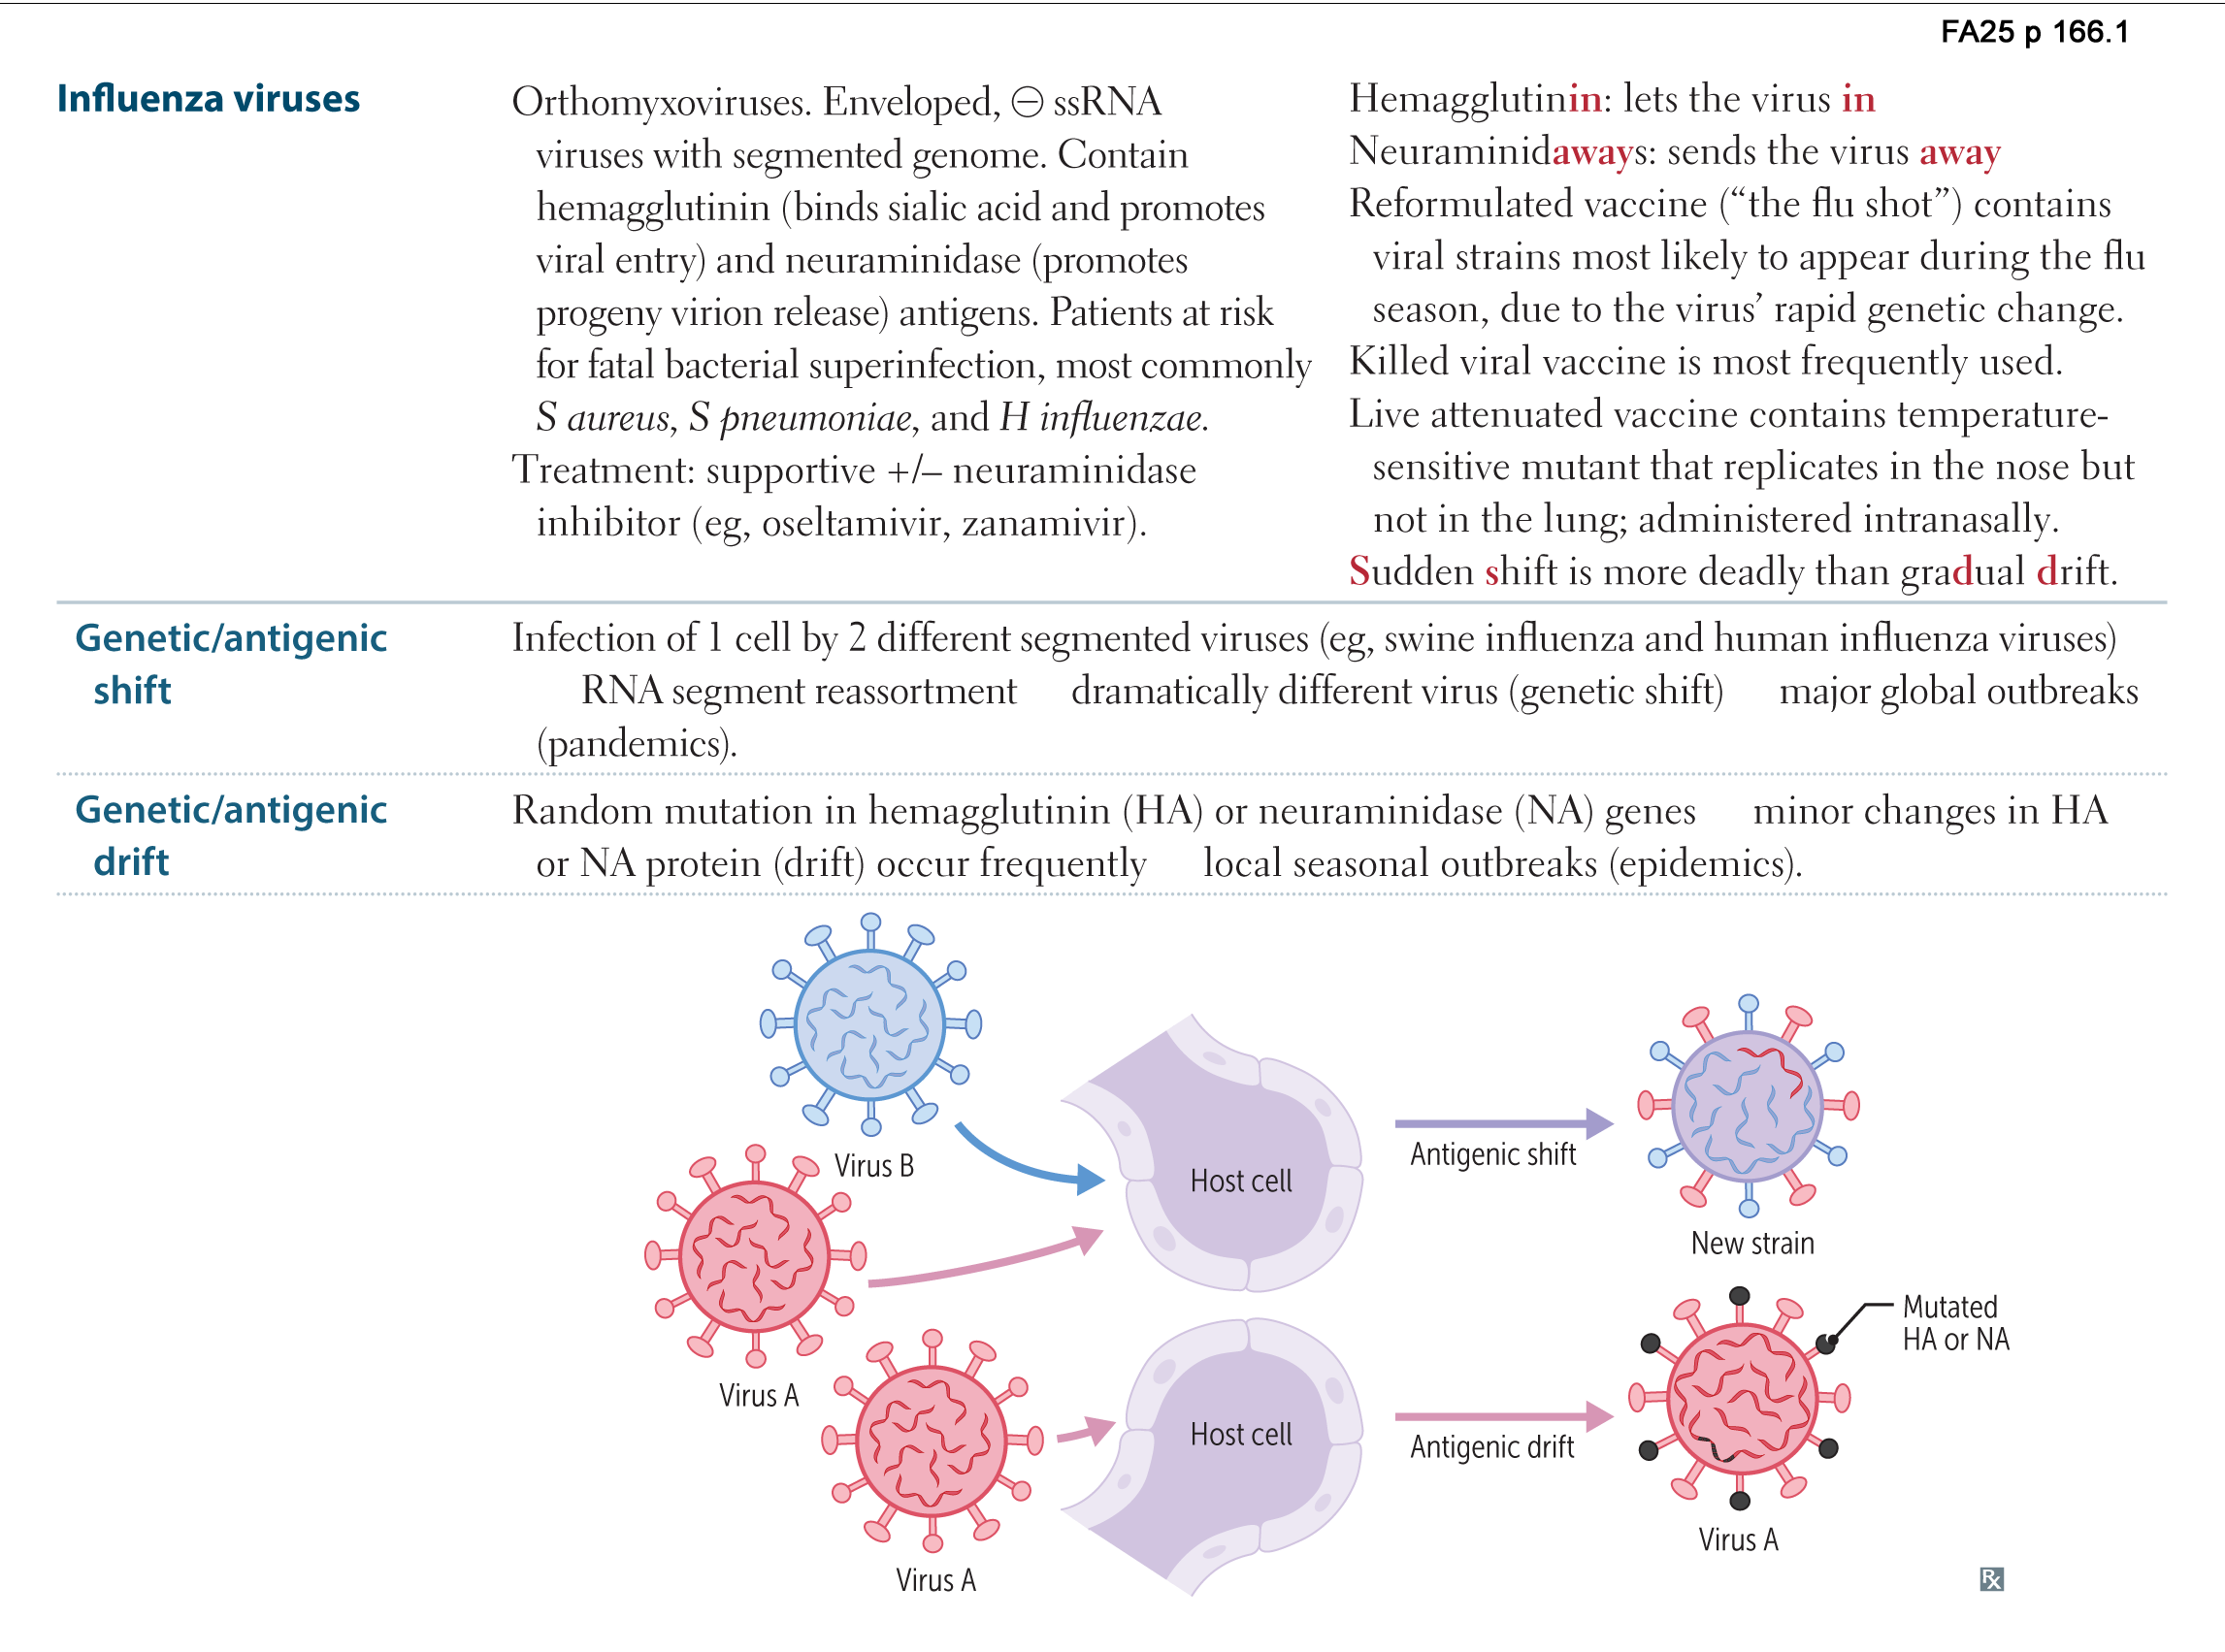 FA25 p 166.1
Influenza viruses
Orthomyxoviruses. Enveloped, ⊖ ssRNA
viruses with segmented genome. Contain
hemagglutinin (binds sialic acid and promotes
viral entry) and neuraminidase (promotes
progeny virion release) antigens. Patients at risk
for fatal bacterial superinfection, most commonly
S aureus, S pneumoniae, and H influenzae.
Treatment: supportive +/– neuraminidase
inhibitor (eg, oseltamivir, zanamivir).
Hemagglutinin: lets the virus in
Neuraminidaways: sends the virus away
Reformulated vaccine (“the flu shot”) contains
viral strains most likely to appear during the flu
season, due to the virus’ rapid genetic change.
Killed viral vaccine is most frequently used.
Live attenuated vaccine contains temperature-
sensitive mutant that replicates in the nose but
not in the lung; administered intranasally.
Sudden shift is more deadly than gradual drift.
Genetic/antigenic
shift
Infection of 1 cell by 2 different segmented viruses (eg, swine influenza and human influenza viruses)
RNA segment reassortment dramatically different virus (genetic shift) major global outbreaks
(pandemics).
Genetic/antigenic
drift
Random mutation in hemagglutinin (HA) or neuraminidase (NA) genes minor changes in HA
or NA protein (drift) occur frequently local seasonal outbreaks (epidemics).
Virus B
Virus A
Host cell
Antigenic shift
New strain
Virus A
Host cell
Antigenic drift
Mutated
HA or NA
Virus A
Rx